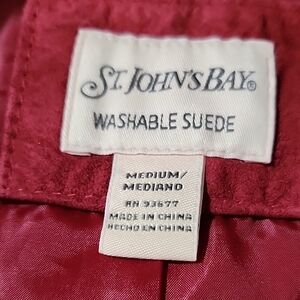 ST. JOHN'S BAY®
WASHABLE SUEDE
MEDIUM/
MEDIANO
RN 93677
MADE IN CHINA
HECHO EN CHINA